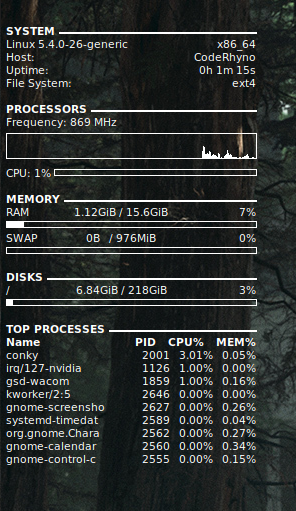 SYSTEM
Linux 5.4.0-26-generic x86_64
Host: CodeRhyno
Uptime: 0h 1m 15s
File System: ext4
PROCESSORS
Frequency: 869 MHz
CPU: 1%
MEMORY
RAM 1.12GiB / 15.6GiB 7%
SWAP 0B / 976MiB 0%
DISKS
/ 6.84GiB / 218GiB 3%
TOP PROCESSES
Name PID CPU% MEM%
conky 2001 3.01% 0.05%
irq/127-nvidia 1126 1.00% 0.00%
gsd-wacom 1859 1.00% 0.16%
kworker/2:5 2646 0.00% 0.00%
gnome-screensho 2627 0.00% 0.26%
systemd-timedat 2589 0.00% 0.04%
org.gnome.Chara 2562 0.00% 0.27%
gnome-calendar 2560 0.00% 0.34%
gnome-control-c 2555 0.00% 0.15%